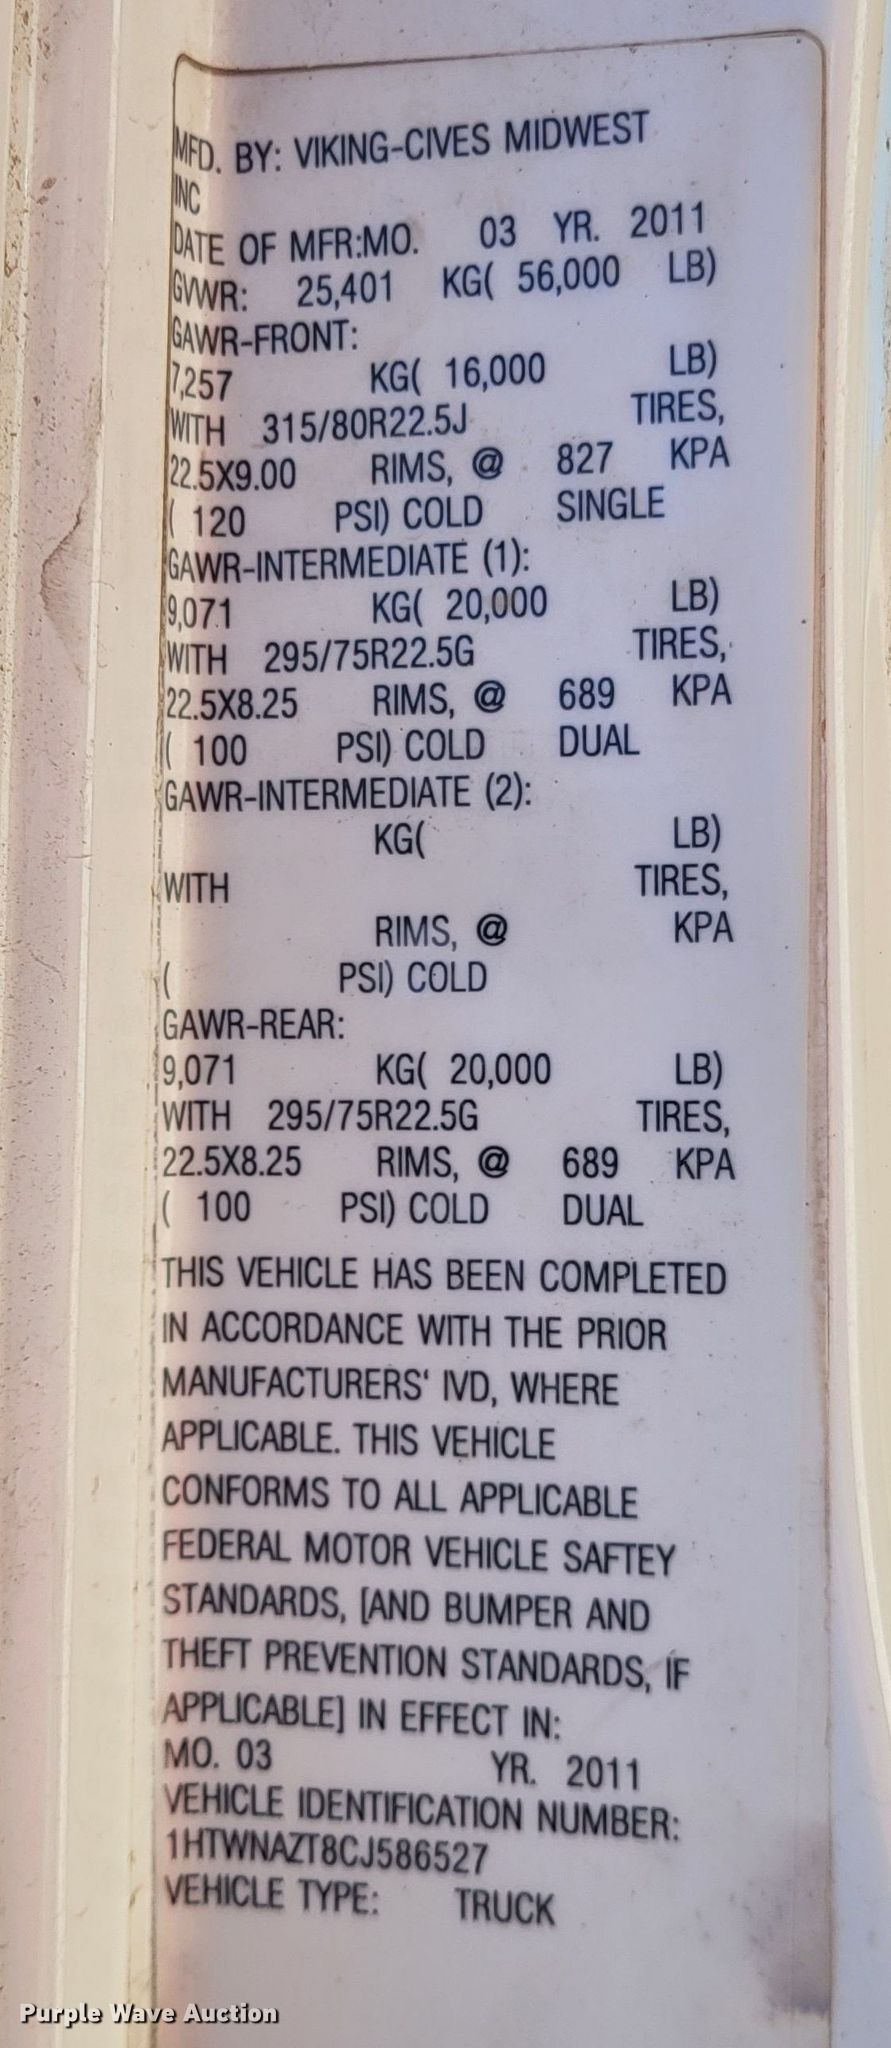 MFD. BY: VIKING-CIVES MIDWEST
INC
DATE OF MFR:MO. 03 YR. 2011
GVWR: 25,401 KG( 56,000 LB)
GAWR-FRONT:
7,257 KG( 16,000 LB)
WITH 315/80R22.5J TIRES,
22.5X9.00 RIMS, @ 827 KPA
( 120 PSI) COLD SINGLE
GAWR-INTERMEDIATE (1):
9,071 KG( 20,000 LB)
WITH 295/75R22.5G TIRES,
22.5X8.25 RIMS, @ 689 KPA
( 100 PSI) COLD DUAL
GAWR-INTERMEDIATE (2):
KG( LB)
WITH TIRES,
RIMS, @ KPA
( PSI) COLD
GAWR-REAR:
9,071 KG( 20,000 LB)
WITH 295/75R22.5G TIRES,
22.5X8.25 RIMS, @ 689 KPA
( 100 PSI) COLD DUAL
THIS VEHICLE HAS BEEN COMPLETED
IN ACCORDANCE WITH THE PRIOR
MANUFACTURERS' IVD, WHERE
APPLICABLE. THIS VEHICLE
CONFORMS TO ALL APPLICABLE
FEDERAL MOTOR VEHICLE SAFTEY
STANDARDS, [AND BUMPER AND
THEFT PREVENTION STANDARDS, IF
APPLICABLE] IN EFFECT IN:
MO. 03 YR. 2011
VEHICLE IDENTIFICATION NUMBER:
1HTWNAZT8CJ586527
VEHICLE TYPE: TRUCK
Purple Wave Auction